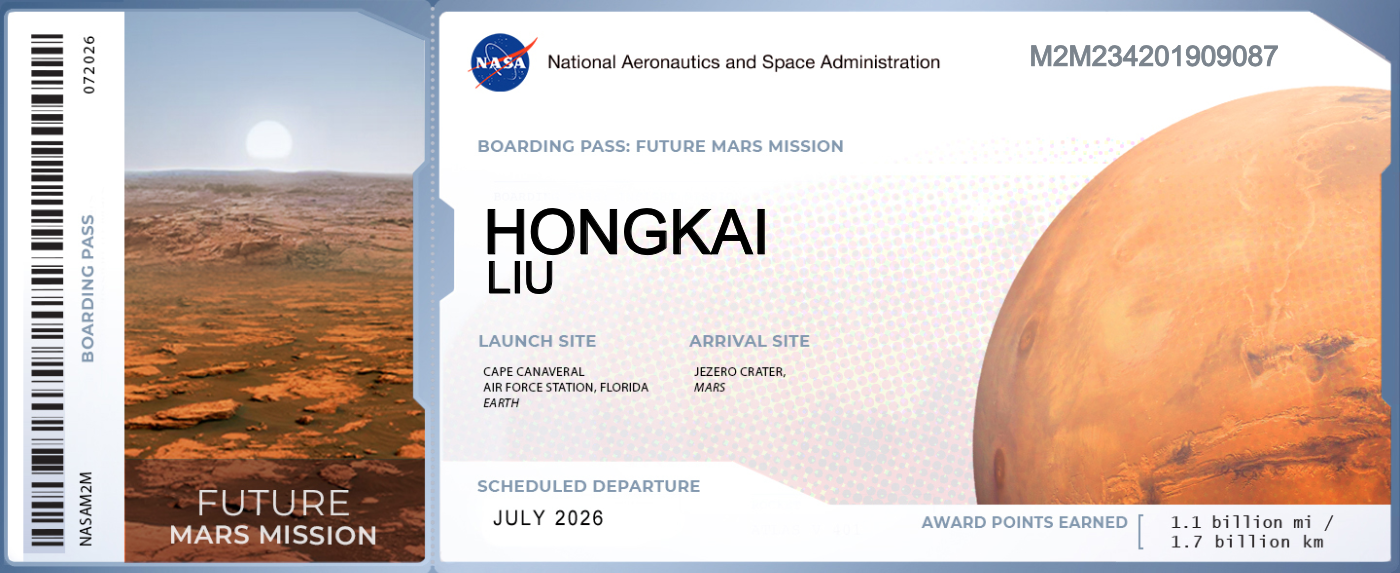 072026
BOARDING PASS
NASAM2M
FUTURE
MARS MISSION
NASA
National Aeronautics and Space Administration
M2M234201909087
BOARDING PASS: FUTURE MARS MISSION
HONGKAI
LIU
LAUNCH SITE
CAPE CANAVERAL
AIR FORCE STATION, FLORIDA
EARTH
ARRIVAL SITE
JEZERO CRATER,
MARS
SCHEDULED DEPARTURE
JULY 2026
AWARD POINTS EARNED
1.1 billion mi /
1.7 billion km